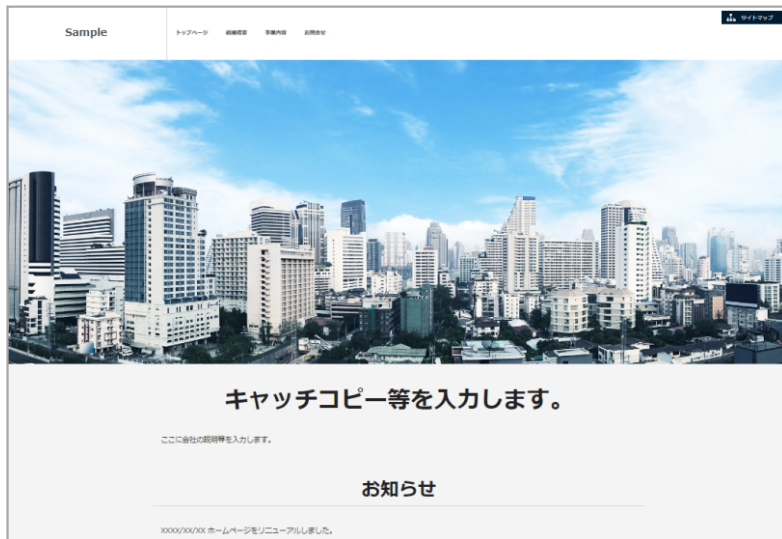 Sample
トップページ 組織概要 事業内容 お問合せ
サイトマップ
キャッチコピー等を入力します。
ここに会社の説明等を入力します。
お知らせ
XXXX/XX/XX ホームページをリニューアルしました。